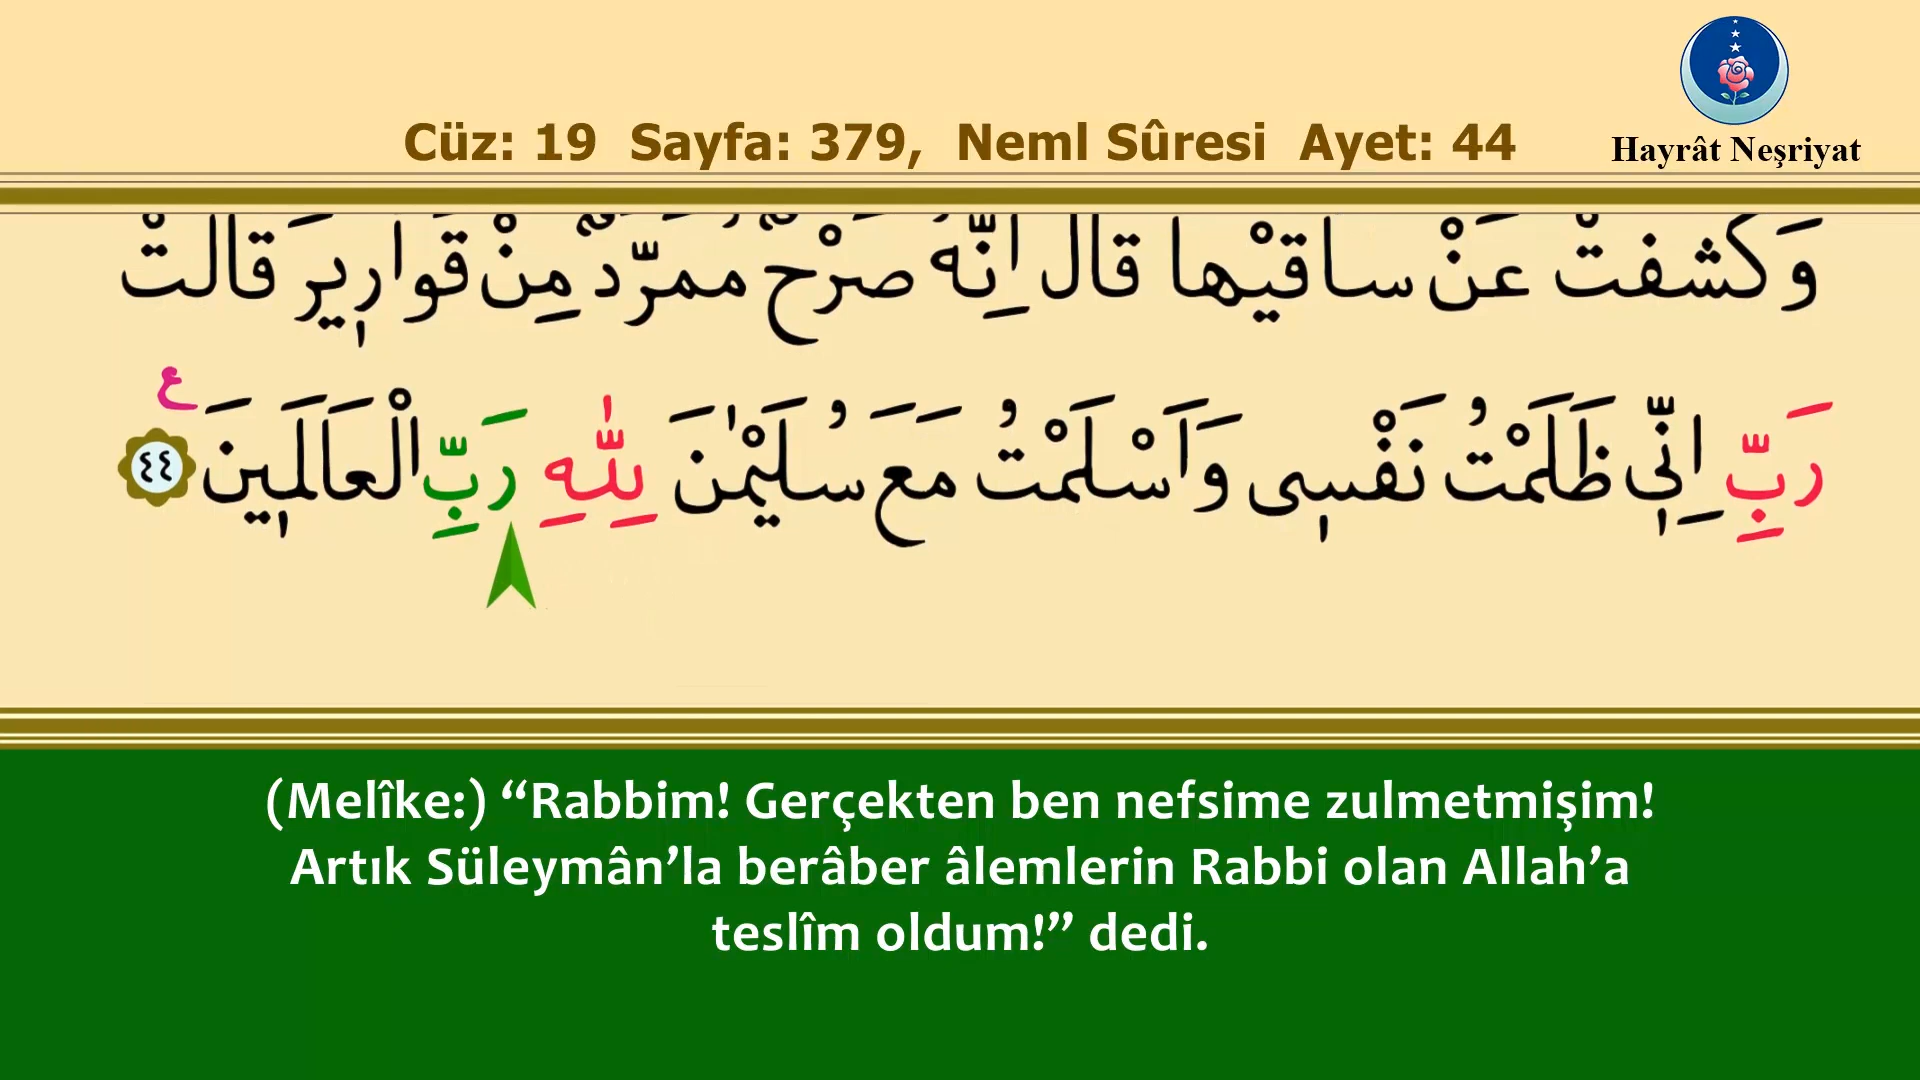 Cüz: 19 Sayfa: 379, Neml Sûresi Ayet: 44
Hayrât Neşriyat
وَكَشَفَتْ عَنْ سَاقَيْهَا قَالَ اِنَّهُ صَرْحٌ مُمَرَّدٌ مِنْ قَوَارِيرَ قَالَتْ
رَبِّ اِنِّي ظَلَمْتُ نَفْسِي وَاَسْلَمْتُ مَعَ سُلَيْمٰنَ لِلّٰهِ رَبِّ الْعَالَمِينَ ع ٤٤
(Melîke:) “Rabbim! Gerçekten ben nefsime zulmetmişim!
Artık Süleymân’la berâber âlemlerin Rabbi olan Allah’a
teslîm oldum!” dedi.